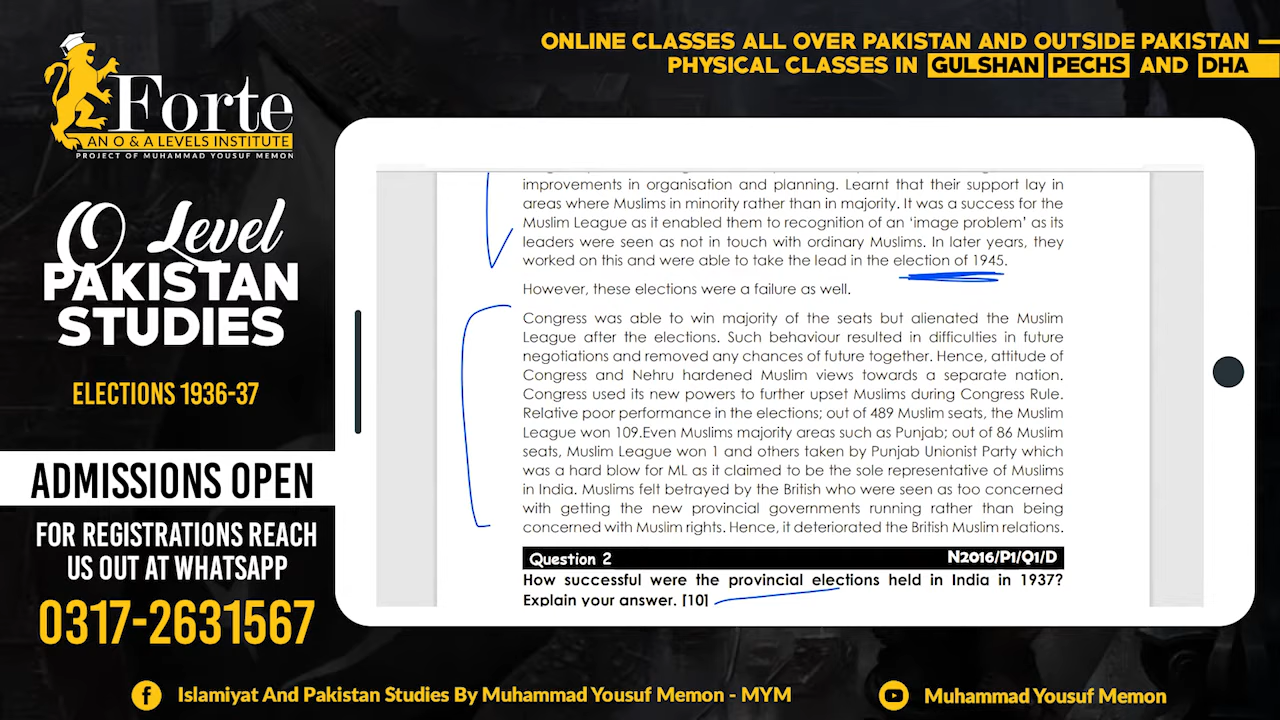 Forte
AN O & A LEVELS INSTITUTE
PROJECT OF MUHAMMAD YOUSUF MEMON
O Level
PAKISTAN
STUDIES
ELECTIONS 1936-37
ADMISSIONS OPEN
FOR REGISTRATIONS REACH
US OUT AT WHATSAPP
0317-2631567
ONLINE CLASSES ALL OVER PAKISTAN AND OUTSIDE PAKISTAN
PHYSICAL CLASSES IN GULSHAN PECHS AND DHA
improvements in organisation and planning. Learnt that their support lay in
areas where Muslims in minority rather than in majority. It was a success for the
Muslim League as it enabled them to recognition of an 'image problem' as its
leaders were seen as not in touch with ordinary Muslims. In later years, they
worked on this and were able to take the lead in the election of 1945.
However, these elections were a failure as well.
Congress was able to win majority of the seats but alienated the Muslim
League after the elections. Such behaviour resulted in difficulties in future
negotiations and removed any chances of future together. Hence, attitude of
Congress and Nehru hardened Muslim views towards a separate nation.
Congress used its new powers to further upset Muslims during Congress Rule.
Relative poor performance in the elections; out of 489 Muslim seats, the Muslim
League won 109.Even Muslims majority areas such as Punjab; out of 86 Muslim
seats, Muslim League won 1 and others taken by Punjab Unionist Party which
was a hard blow for ML as it claimed to be the sole representative of Muslims
in India. Muslims felt betrayed by the British who were seen as too concerned
with getting the new provincial governments running rather than being
concerned with Muslim rights. Hence, it deteriorated the British Muslim relations.
Question 2 N2016/P1/Q1/D
How successful were the provincial elections held in India in 1937?
Explain your answer. [10]
Islamiyat And Pakistan Studies By Muhammad Yousuf Memon - MYM
Muhammad Yousuf Memon